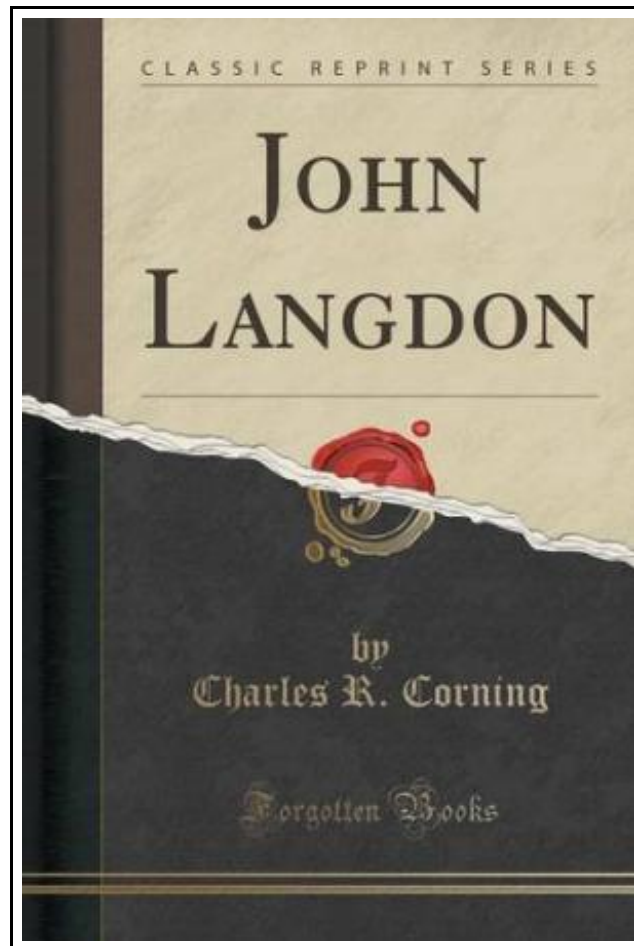 CLASSIC REPRINT SERIES
JOHN
LANGDON
by
Charles R. Corning
Forgotten Books